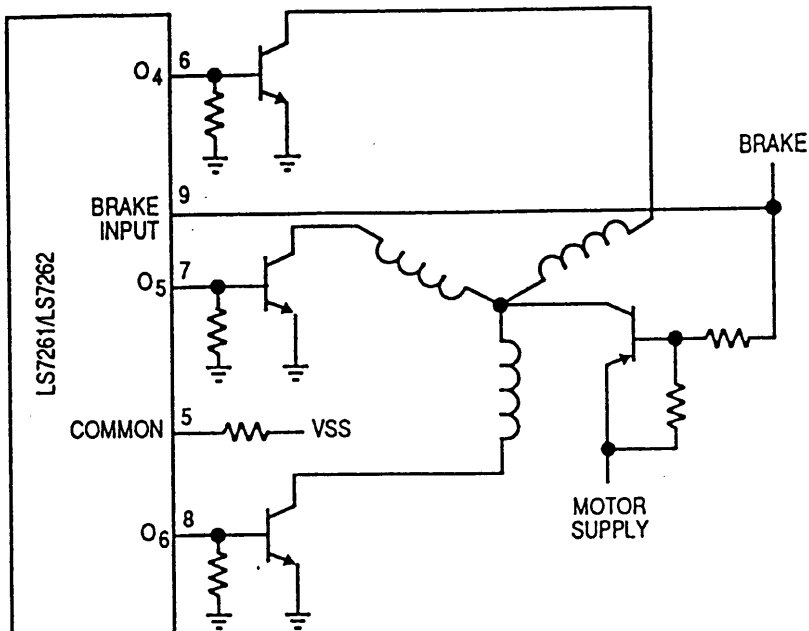 O4
6
BRAKE
9
BRAKE
INPUT
7
O5
LS7261/LS7262
5
COMMON
VSS
MOTOR
SUPPLY
8
O6